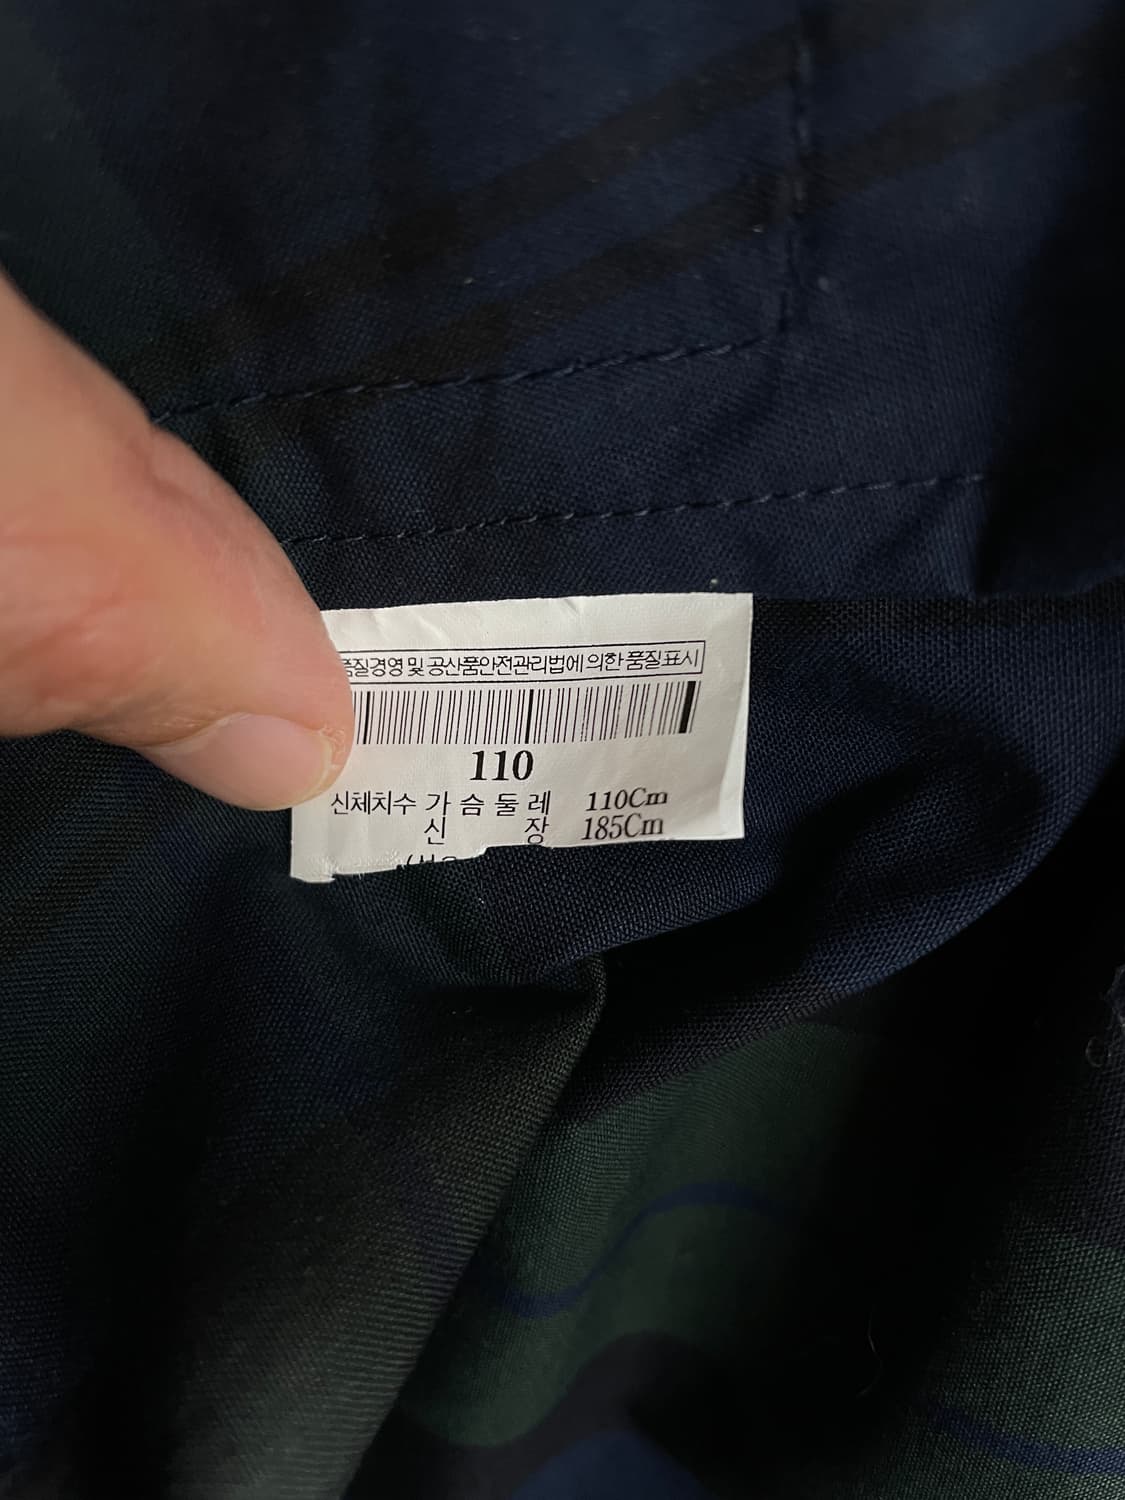 품질경영 및 공산품안전관리법에 의한 품질표시
110
신체치수 가 슴 둘 레 110Cm
신 장 185Cm